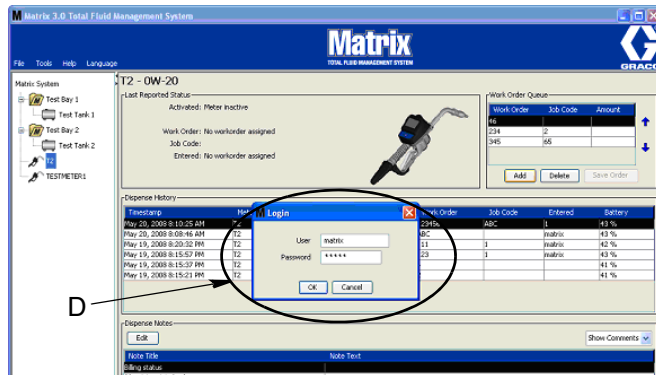 Matrix 3.0 Total Fluid Management System
Matrix
TOTAL FLUID MANAGEMENT SYSTEM
GRACO
File Tools Help Language
Matrix System
Test Bay 1
Test Tank 1
Test Bay 2
Test Tank 2
T2
TESTMETER1
T2 - 0W-20
Last Reported Status
Activated: Meter inactive
Work Order: No workorder assigned
Job Code:
Entered: No workorder assigned
Work Order Queue
Work Order Job Code Amount
46
234 2
345 65
Add Delete Save Order
Dispense History
Timestamp Work Order Job Code Entered Battery
May 20, 2008 8:10:25 AM T2 ABC 1 43 %
May 20, 2008 8:08:46 AM T2 matrix 43 %
May 19, 2008 8:20:32 PM T2 11 1 matrix 42 %
May 19, 2008 8:15:57 PM T2 23 1 matrix 43 %
May 19, 2008 8:15:37 PM T2 41 %
May 19, 2008 8:15:21 PM T2 41 %
Login
User matrix
Password *****
OK Cancel
D
Dispense Notes
Edit Show Comments
Note Title Note Text
Billing status